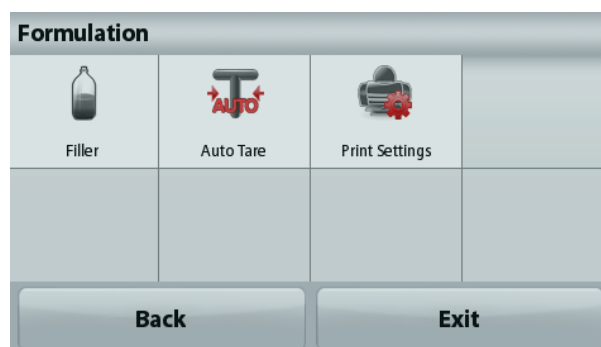 Formulation
AUTO
Filler
Auto Tare
Print Settings
Back
Exit